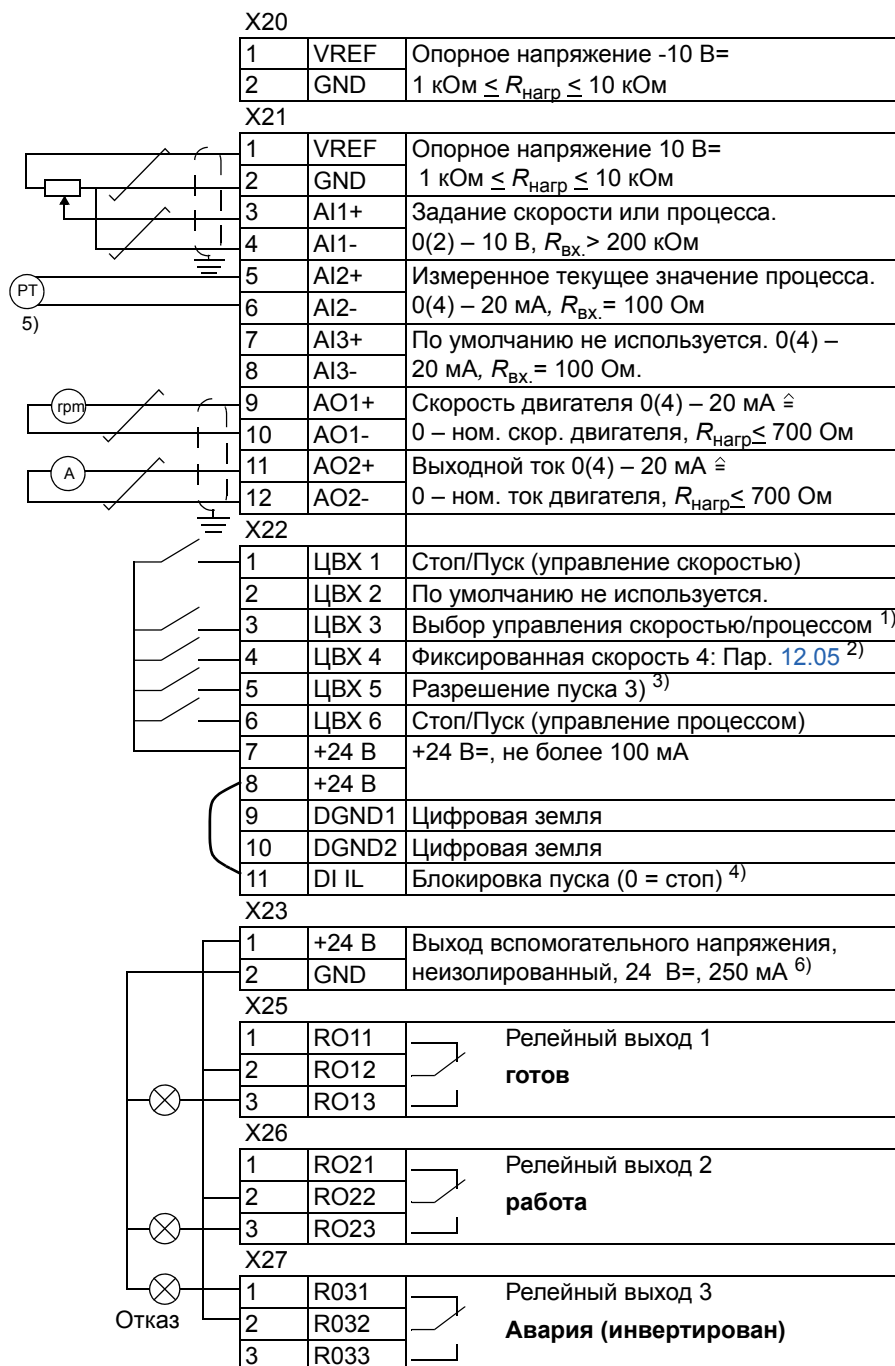 X20
1 VREF Опорное напряжение -10 В=
2 GND 1 кОм ≤ Rнагр ≤ 10 кОм
X21
1 VREF Опорное напряжение 10 В=
2 GND 1 кОм ≤ Rнагр ≤ 10 кОм
3 AI1+ Задание скорости или процесса.
4 AI1- 0(2) – 10 В, Rвх.> 200 кОм
5 AI2+ Измеренное текущее значение процесса.
PT
6 AI2- 0(4) – 20 мА, Rвх.= 100 Ом
5)
7 AI3+ По умолчанию не используется. 0(4) –
8 AI3- 20 мА, Rвх.= 100 Ом.
rpm
9 AO1+ Скорость двигателя 0(4) – 20 мА ≙
10 AO1- 0 – ном. скор. двигателя, Rнагр≤ 700 Ом
A
11 AO2+ Выходной ток 0(4) – 20 мА ≙
12 AO2- 0 – ном. ток двигателя, Rнагр≤ 700 Ом
X22
1 ЦВХ 1 Стоп/Пуск (управление скоростью)
2 ЦВХ 2 По умолчанию не используется.
3 ЦВХ 3 Выбор управления скоростью/процессом 1)
4 ЦВХ 4 Фиксированная скорость 4: Пар. 12.05 2)
5 ЦВХ 5 Разрешение пуска 3) 3)
6 ЦВХ 6 Стоп/Пуск (управление процессом)
7 +24 В +24 В=, не более 100 мА
8 +24 В
9 DGND1 Цифровая земля
10 DGND2 Цифровая земля
11 DI IL Блокировка пуска (0 = стоп) 4)
X23
1 +24 В Выход вспомогательного напряжения,
2 GND неизолированный, 24 В=, 250 мА 6)
X25
1 RO11 Релейный выход 1
2 RO12 готов
3 RO13
X26
1 RO21 Релейный выход 2
2 RO22 работа
3 RO23
X27
1 R031 Релейный выход 3
Отказ
2 R032 Авария (инвертирован)
3 R033